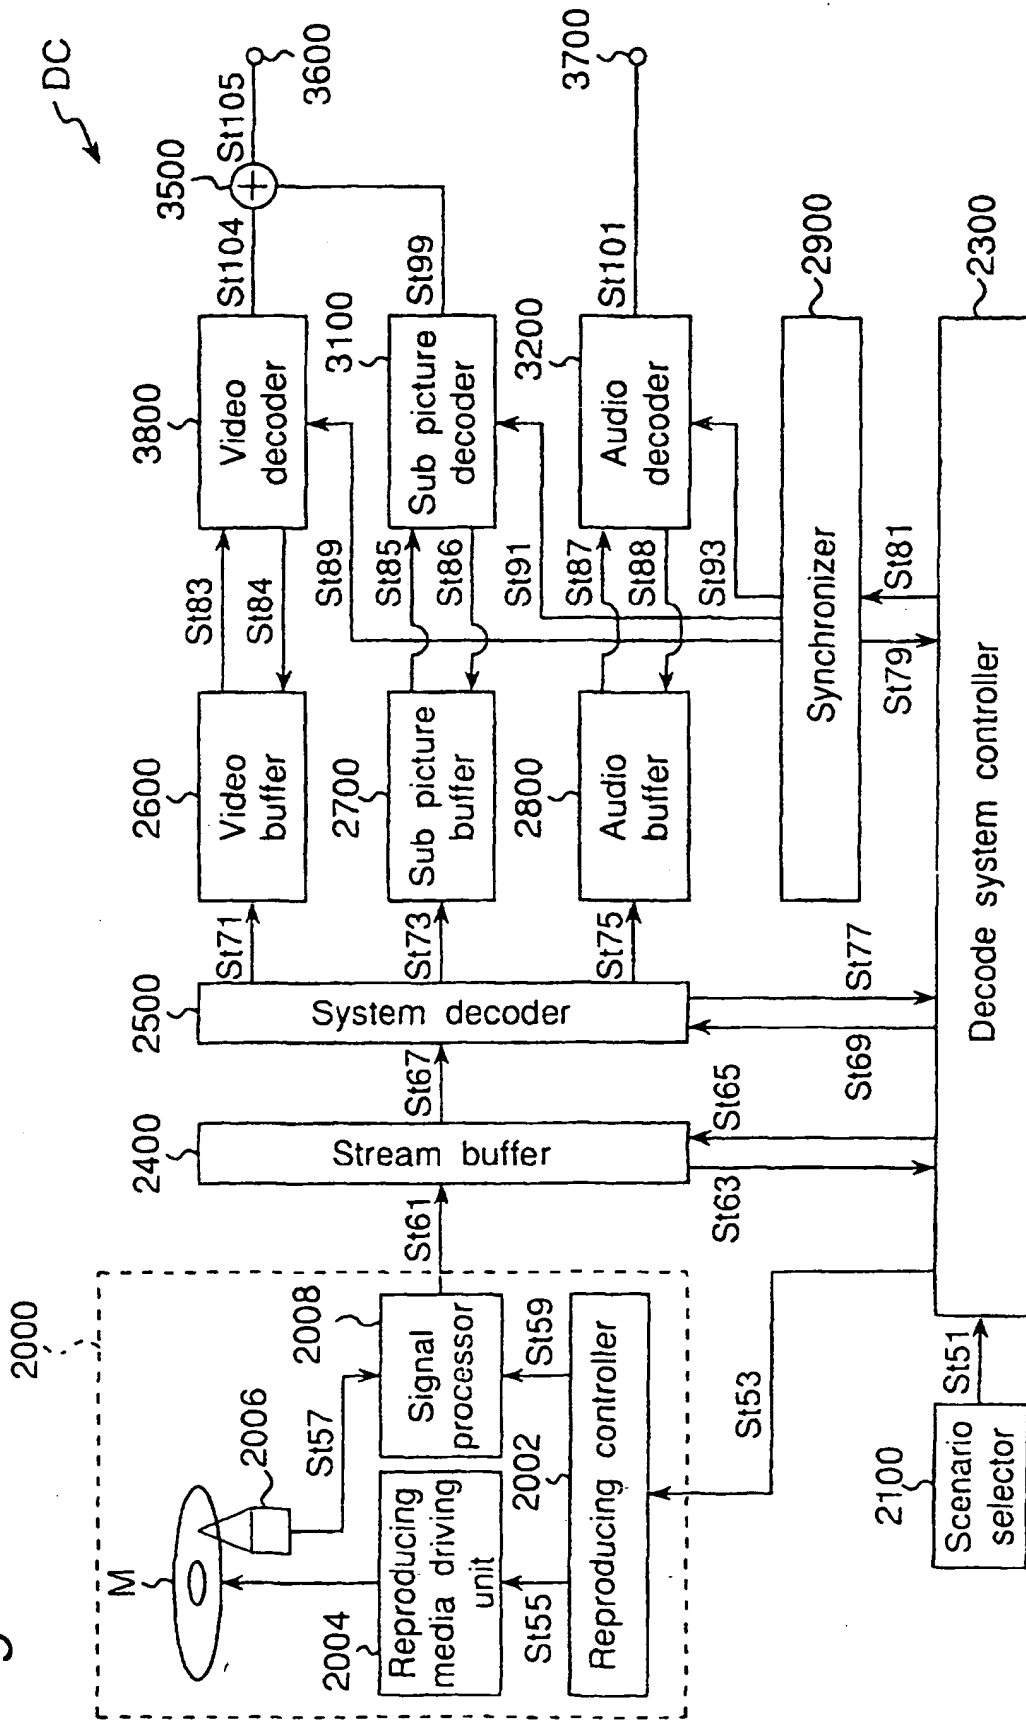 DC
3600
St105
3500
St104
3700
St99
St101
3800
Video
decoder
3100
Sub picture
decoder
3200
Audio
decoder
2900
2300
St83
St84
St89
St85
St86
St91
St87
St88
St93
St81
St79
2600
Video
buffer
2700
Sub picture
buffer
2800
Audio
buffer
Synchronizer
Decode system controller
St71
St73
St75
2500
System decoder
St77
St69
St67
2400
Stream buffer
St65
St63
St61
2000
2008
Signal
processor
St59
St57
2006
M
2004
Reproducing
media driving
unit
2002
St55
Reproducing controller
St53
St51
2100
Scenario
selector